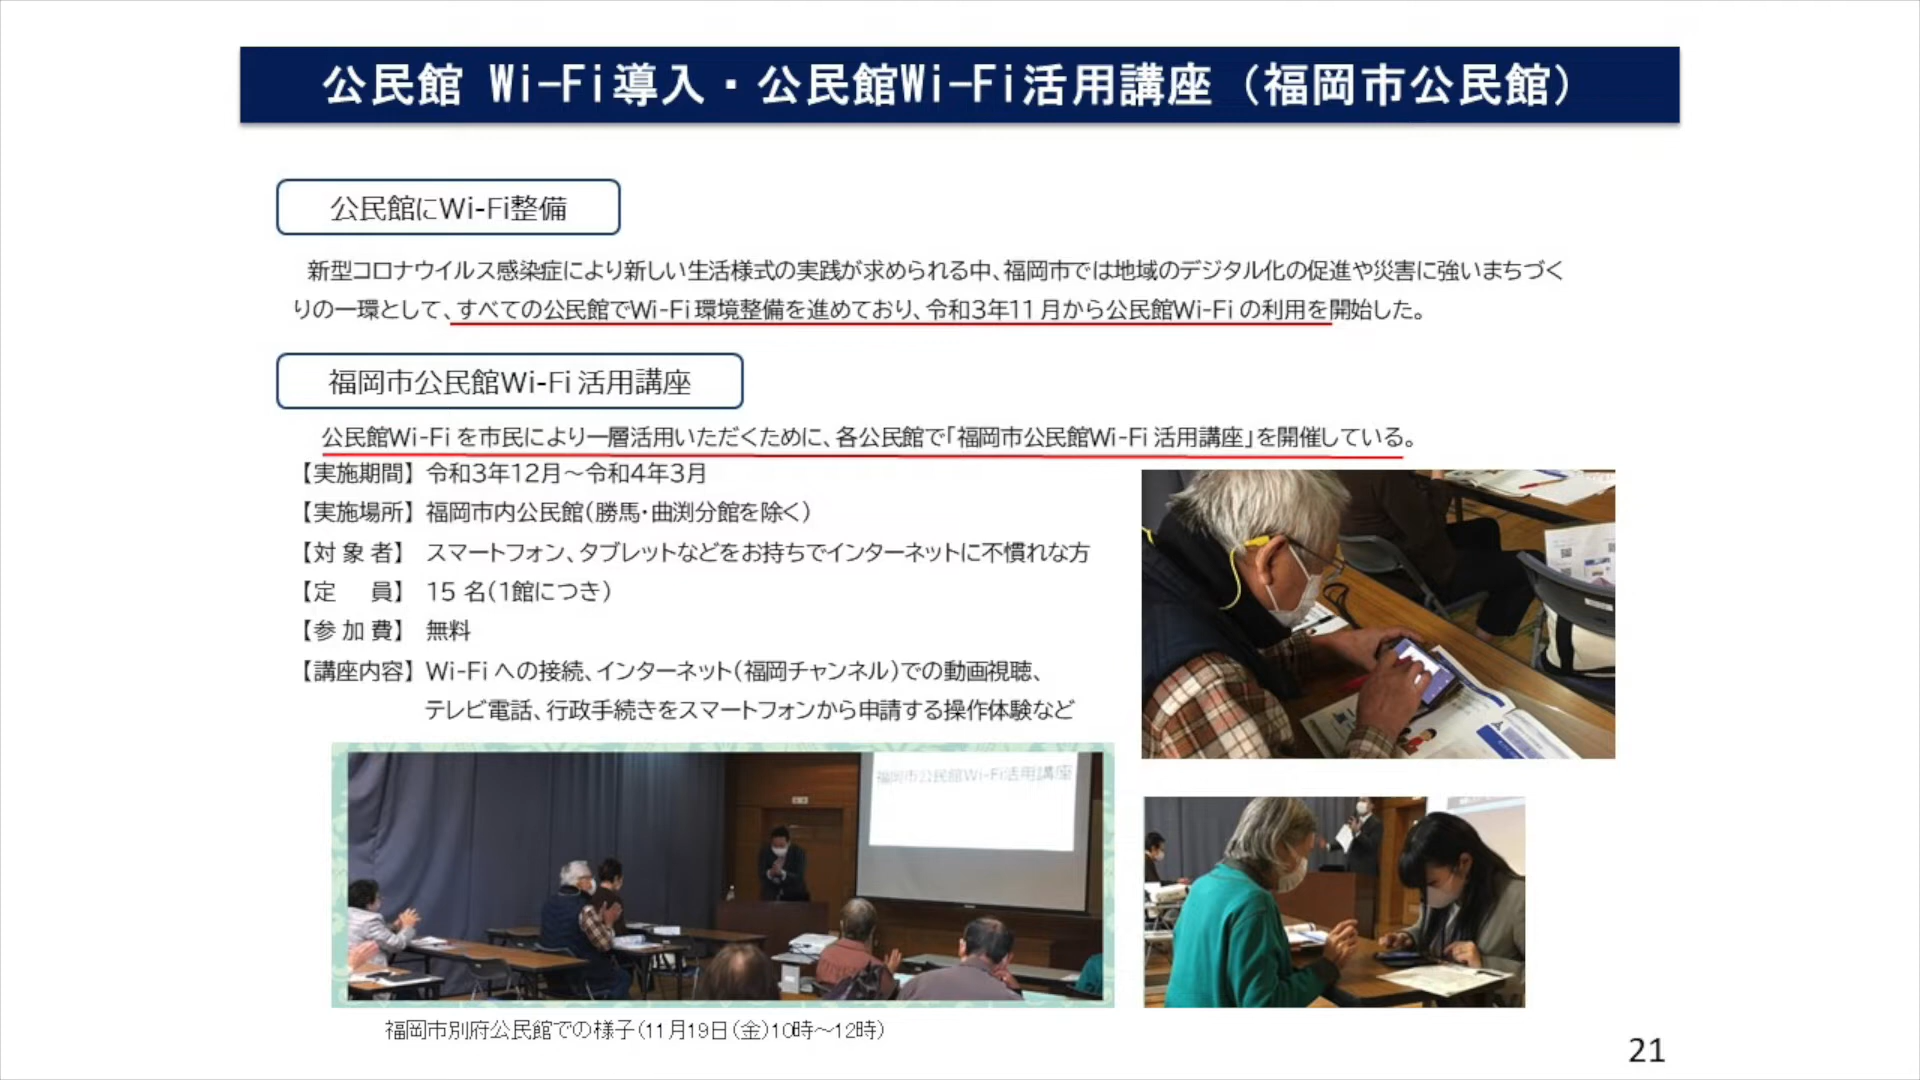 公民館 Wi-Fi導入・公民館Wi-Fi活用講座（福岡市公民館）
公民館にWi-Fi整備
新型コロナウイルス感染症により新しい生活様式の実践が求められる中、福岡市では地域のデジタル化の促進や災害に強いまちづく
りの一環として、すべての公民館でWi-Fi 環境整備を進めており、令和3年11 月から公民館Wi-Fi の利用を開始した。
福岡市公民館Wi-Fi 活用講座
公民館Wi-Fi を市民により一層活用いただくために、各公民館で「福岡市公民館Wi-Fi 活用講座」を開催している。
【実施期間】 令和3年12月～令和4年3月
【実施場所】 福岡市内公民館（勝馬・曲渕分館を除く）
【対 象 者】 スマートフォン、タブレットなどをお持ちでインターネットに不慣れな方
【定　　員】 15 名（1館につき）
【参 加 費】 無料
【講座内容】 Wi-Fi への接続、インターネット（福岡チャンネル）での動画視聴、
テレビ電話、行政手続きをスマートフォンから申請する操作体験など
福岡市公民館Wi-Fi活用講座
福岡市別府公民館での様子（11月19日（金）10時～12時）
21